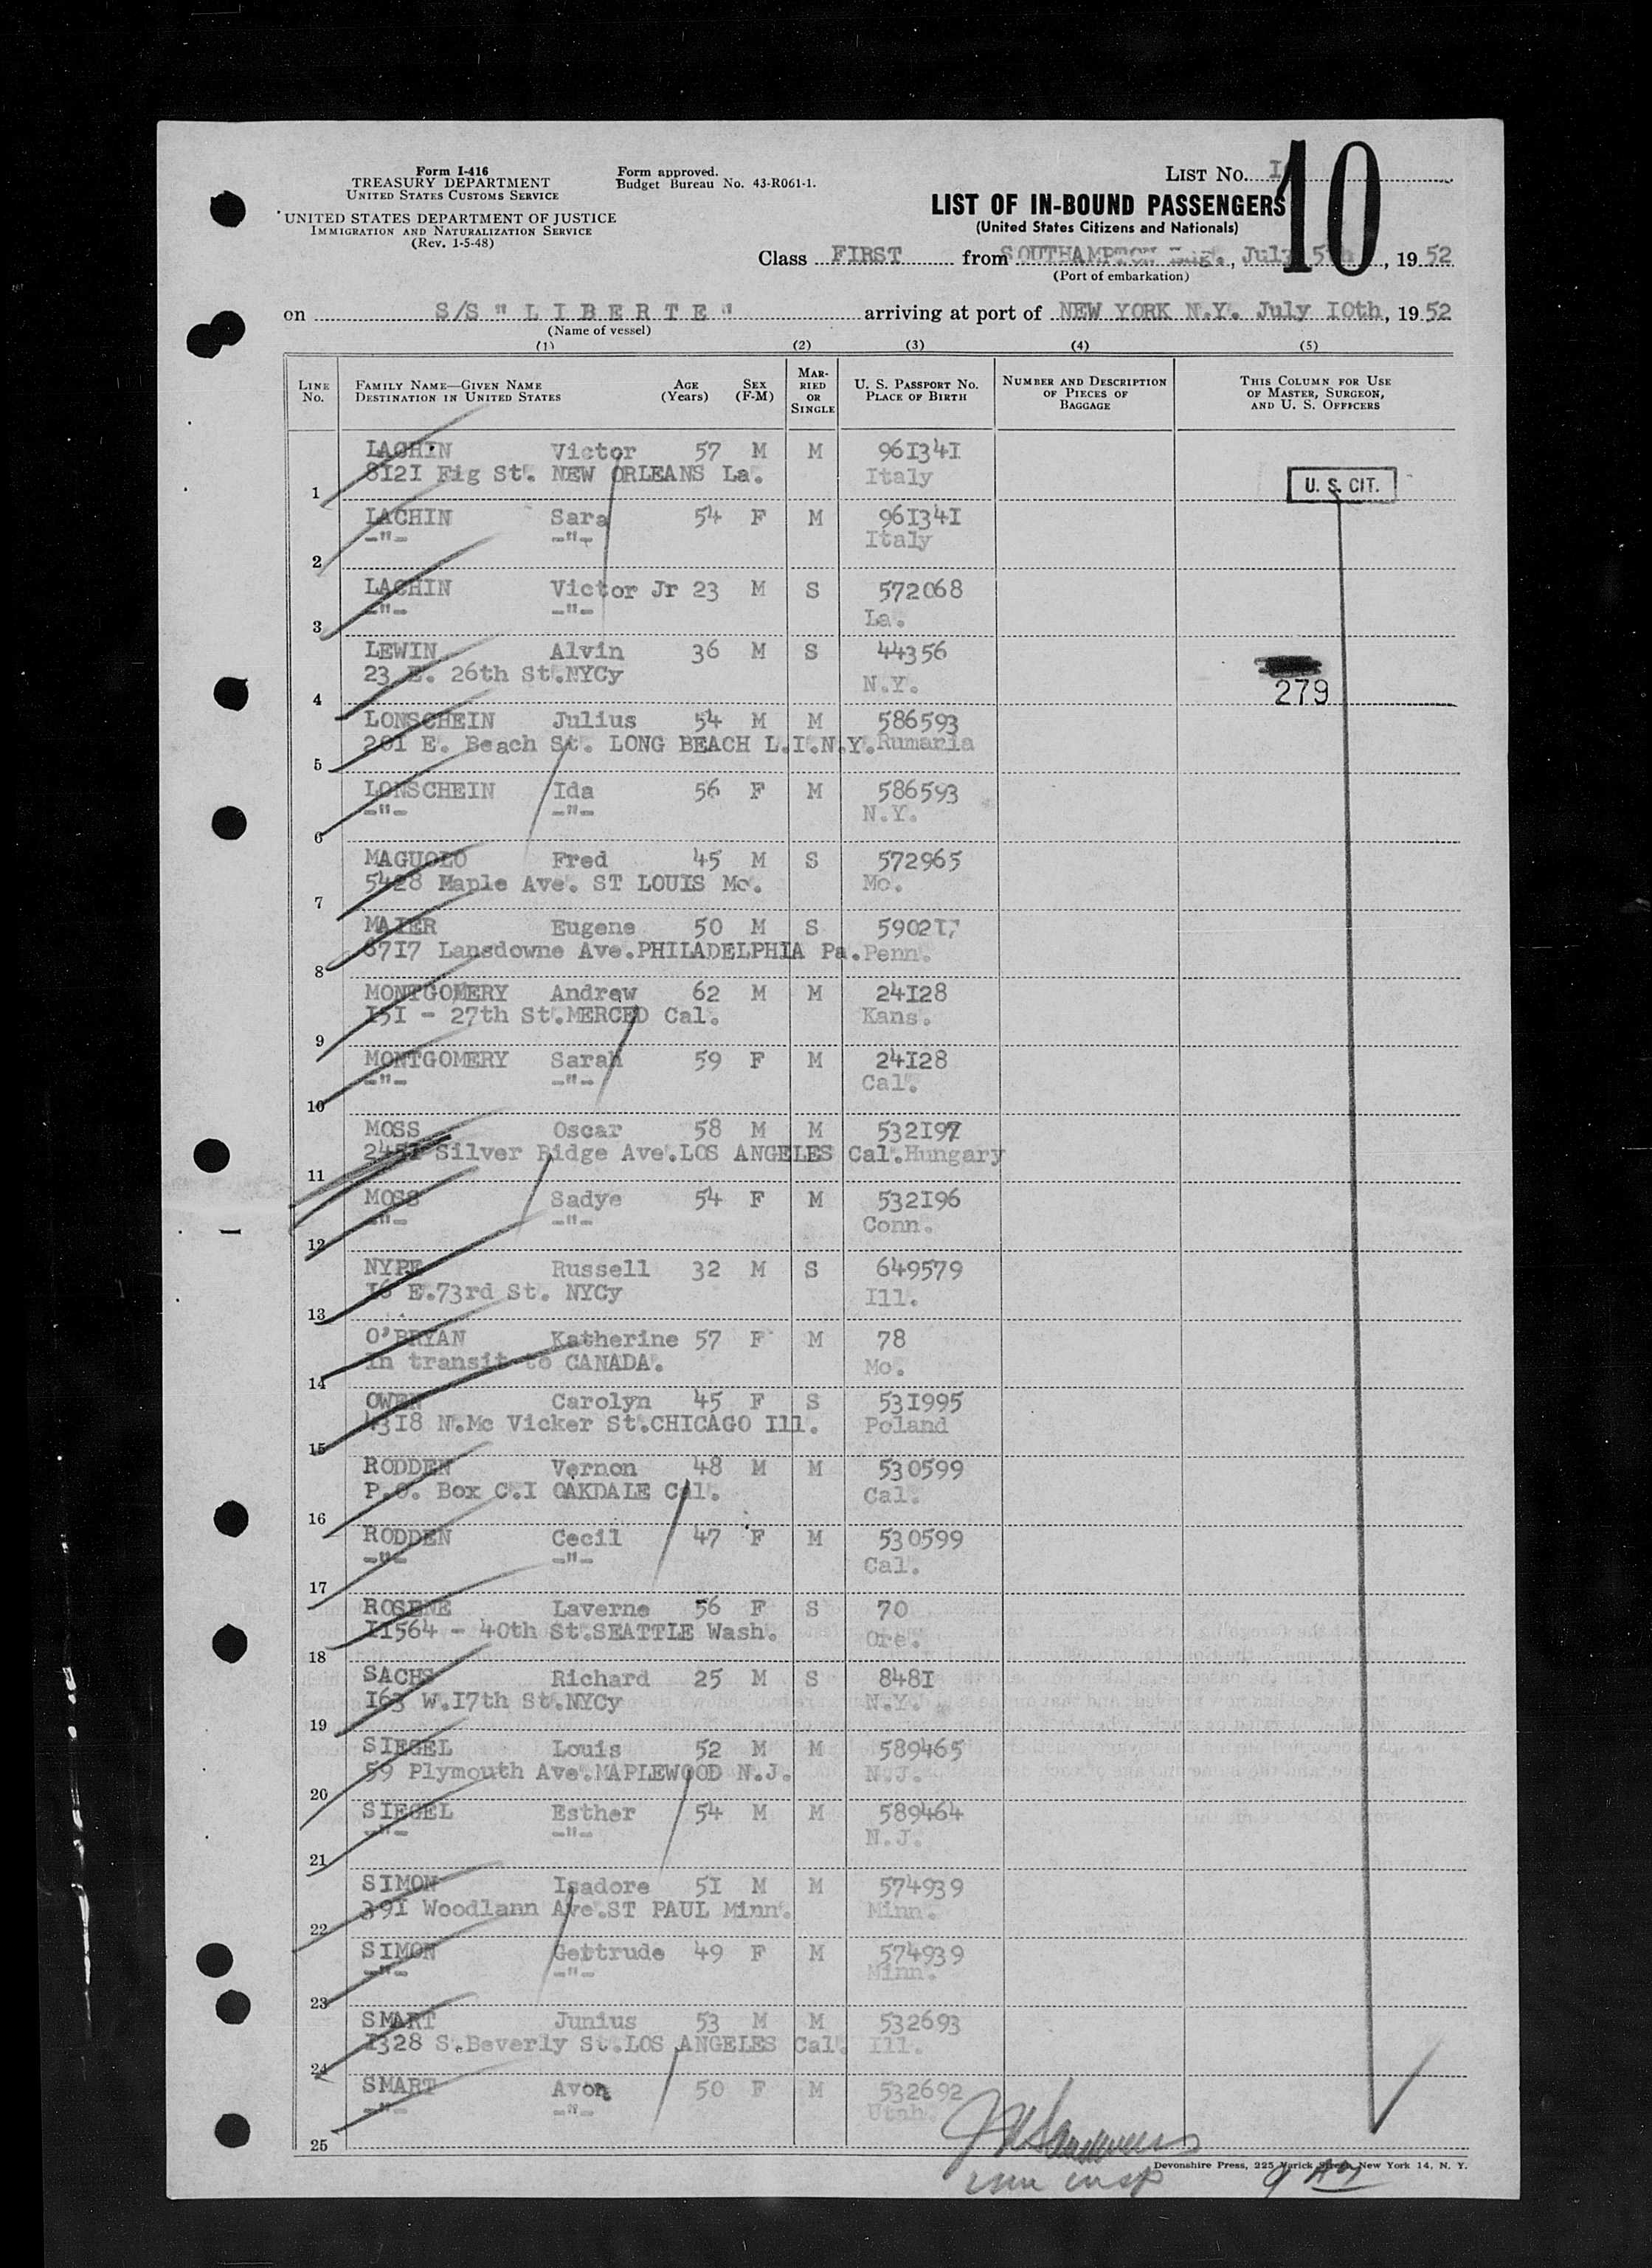 Form I-416
TREASURY DEPARTMENT
UNITED STATES CUSTOMS SERVICE
UNITED STATES DEPARTMENT OF JUSTICE
IMMIGRATION AND NATURALIZATION SERVICE
(Rev. 1-5-48)
Form approved.
Budget Bureau No. 43-R061-1.
LIST NO. 10
LIST OF IN-BOUND PASSENGERS
(United States Citizens and Nationals)
Class FIRST from SOUTHAMPTON Eng., July 5th, 1952
(Port of embarkation)
on S/S "LIBERTE" arriving at port of NEW YORK N.Y. July 10th, 1952
(Name of vessel)
(1) (2) (3) (4) (5)
LINE NO. FAMILY NAME—GIVEN NAME DESTINATION IN UNITED STATES AGE (Years) SEX (F-M) MARRIED OR SINGLE U. S. PASSPORT NO. PLACE OF BIRTH NUMBER AND DESCRIPTION OF PIECES OF BAGGAGE THIS COLUMN FOR USE OF MASTER, SURGEON, AND U. S. OFFICERS
LACHIN Victor 57 M M 961341
8121 Fig St. NEW ORLEANS La. Italy
1 U. S. CIT.
LACHIN Sara 54 F M 961341
-"- -"- Italy
2
LACHIN Victor Jr 23 M S 572068
-"- -"- La.
3
LEWIN Alvin 36 M S 44356
23 E. 26th St.NYCy N.Y.
4 279
LONSCHEIN Julius 54 M M 586593
201 E. Beach St. LONG BEACH L.I.N.Y. Rumania
5
LONSCHEIN Ida 56 F M 586593
-"- -"- N.Y.
6
MAGUOLO Fred 45 M S 572965
5428 Maple Ave. ST LOUIS Mo. Mo.
7
MAIER Eugene 50 M S 590217
6717 Lansdowne Ave.PHILADELPHIA Pa. Penn.
8
MONTGOMERY Andrew 62 M M 24128
151 - 27th St.MERCED Cal. Kans.
9
MONTGOMERY Sarah 59 F M 24128
-"- -"- Cal.
10
MOSS Oscar 58 M M 532197
2451 Silver Ridge Ave.LOS ANGELES Cal. Hungary
11
MOSS Sadye 54 F M 532196
-"- -"- Conn.
12
NYPE Russell 32 M S 649579
16 E.73rd St. NYCy Ill.
13
O'BRYAN Katherine 57 F M 78
In transit to CANADA. Mo.
14
OWEN Carolyn 45 F S 531995
4318 N.Mc Vicker St.CHICAGO Ill. Poland
15
RODDEN Vernon 48 M M 530599
P.O. Box C.I OAKDALE Cal. Cal.
16
RODDEN Cecil 47 F M 530599
-"- -"- Cal.
17
ROSENE Laverne 56 F S 70
11564 - 40th St.SEATTLE Wash. Ore.
18
SACHS Richard 25 M S 8481
163 W.17th St.NYCy N.Y.
19
SIEGEL Louis 52 M M 589465
59 Plymouth Ave.MAPLEWOOD N.J. N.J.
20
SIEGEL Esther 54 M M 589464
-"- -"- N.J.
21
SIMON Isadore 51 M M 574939
391 Woodlann Ave.ST PAUL Minn. Minn.
22
SIMON Gertrude 49 F M 574939
-"- -"- Minn.
23
SMART Junius 53 M M 532693
1328 S.Beverly St.LOS ANGELES Cal. Ill.
24
SMART Avon 50 F M 532692
-"- -"- Utah.
25
Devonshire Press, 225 Varick Street, New York 14, N. Y.
imm insp